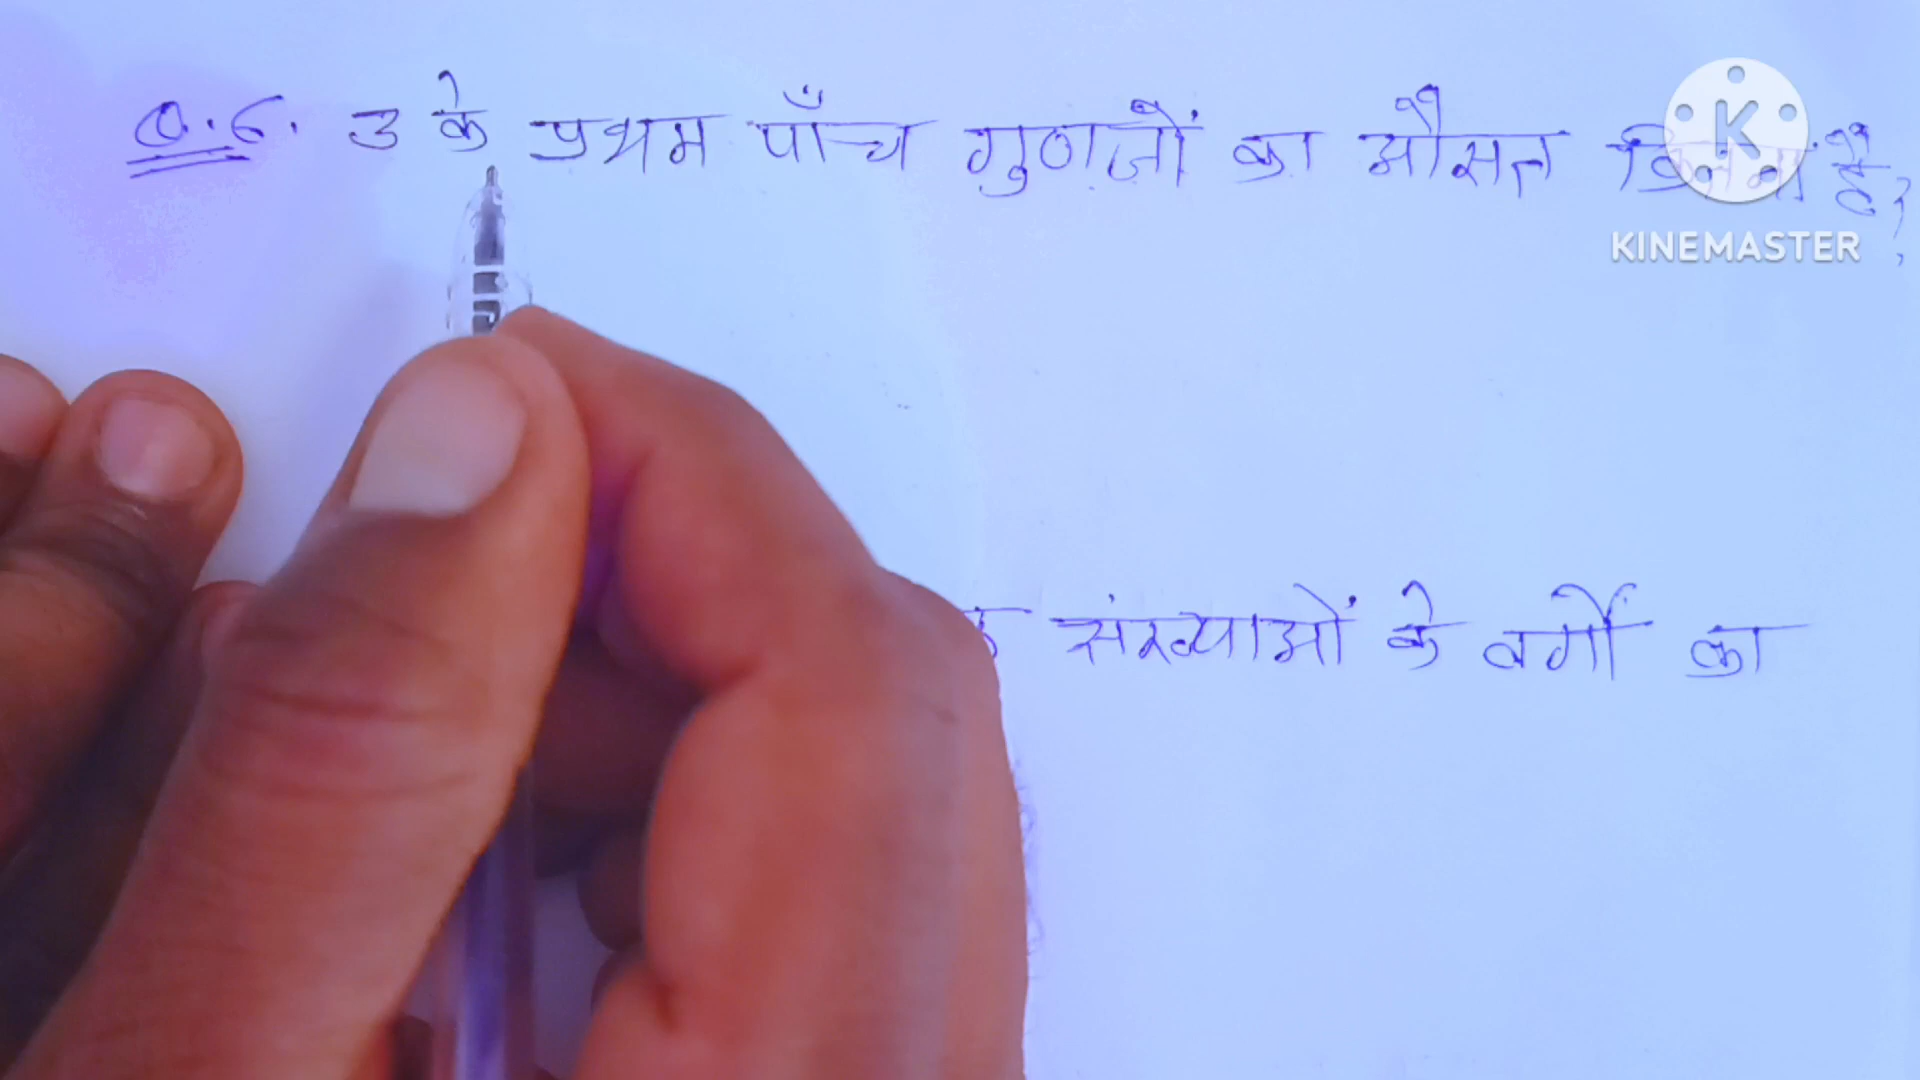 Q.6. 3 के प्रथम पाँच गुणजों का औसत है?
K
KINEMASTER
संख्याओं के वर्गों का